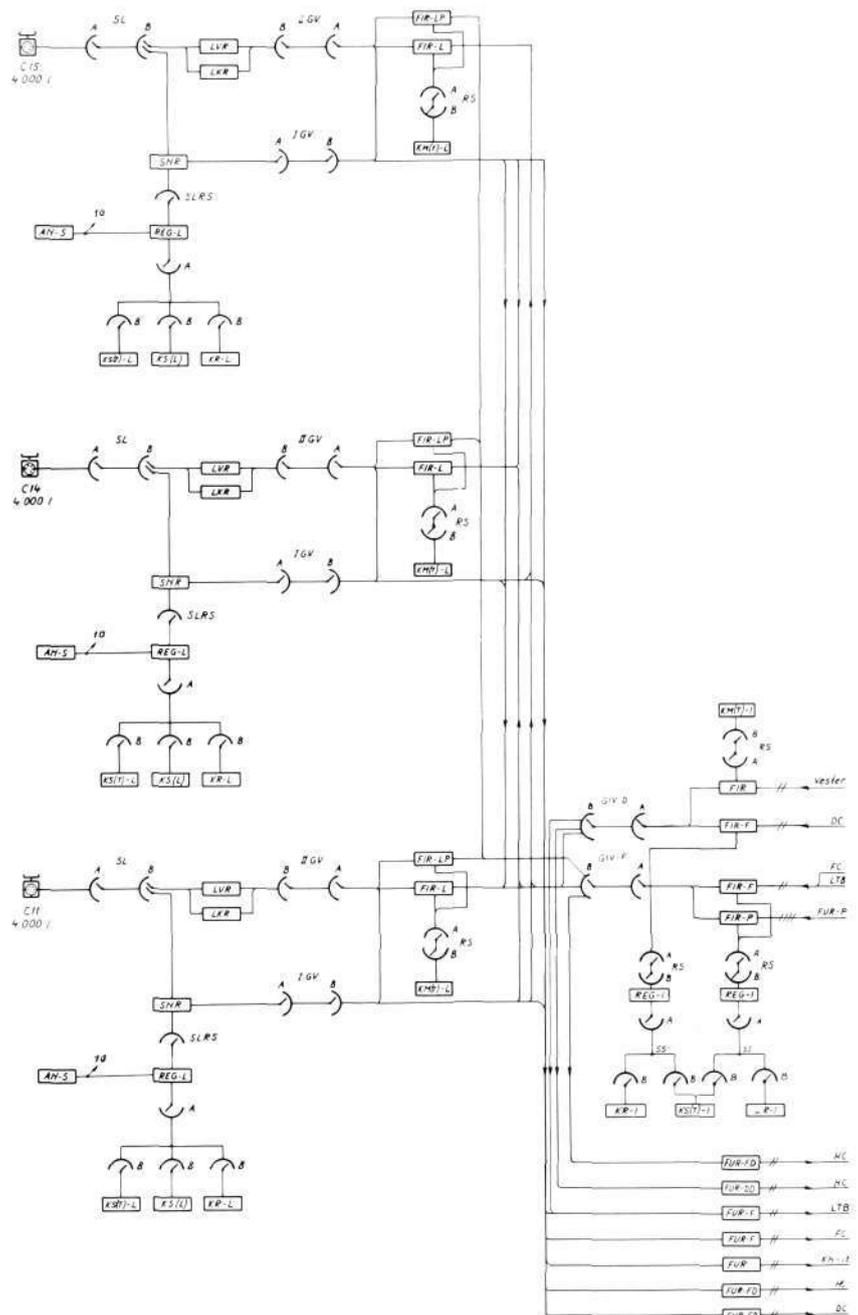 SL
A
B
LVR
LKR
B
II GV
A
FIR-LP
FIR-L
A
RS
B
KM(T)-L
C15
4 000 l
I GV
A
B
SNR
SLRS
AN-S
10
REG-L
A
B
B
B
KS(T)-L
KS(L)
KR-L
SL
A
B
LVR
LKR
B
II GV
A
FIR-LP
FIR-L
A
RS
B
KM(T)-L
C14
4 000 l
I GV
A
B
SNR
SLRS
AN-S
10
REG-L
A
B
B
B
KS(T)-L
KS(L)
KR-L
SL
A
B
LVR
LKR
B
II GV
A
FIR-LP
FIR-L
A
RS
B
KM(T)-L
C11
4 000 l
I GV
A
B
SNR
SLRS
AN-S
10
REG-L
A
B
B
B
KS(T)-L
KS(L)
KR-L
KM(T)-I
B
RS
A
FIR
Vester
GIV-D
B
A
FIR-F
DC
GIV-F
B
A
FIR-F
FC
LTB
FIR-P
FUR-P
A
RS
B
A
RS
B
REG-I
REG-I
A
A
B
B
B
B
KR-I
KS(T)-I
FUR-FD
HC
FUR-DD
HC
FUR-F
LTB
FUR-F
FC
FUR
FUR-FD
HC
DC